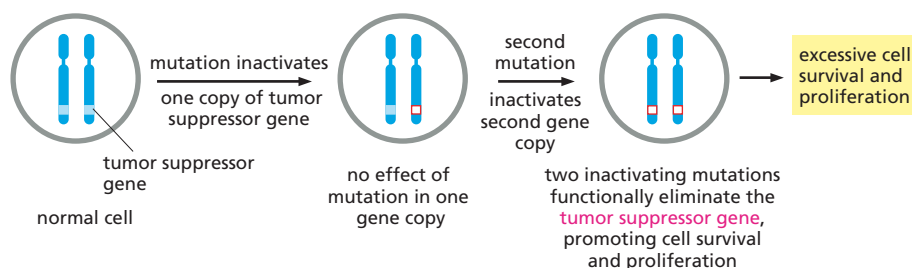 mutation inactivates
one copy of tumor
suppressor gene
second
mutation
inactivates
second gene
copy
excessive cell
survival and
proliferation
tumor suppressor
gene
normal cell
no effect of
mutation in one
gene copy
two inactivating mutations
functionally eliminate the
tumor suppressor gene,
promoting cell survival
and proliferation